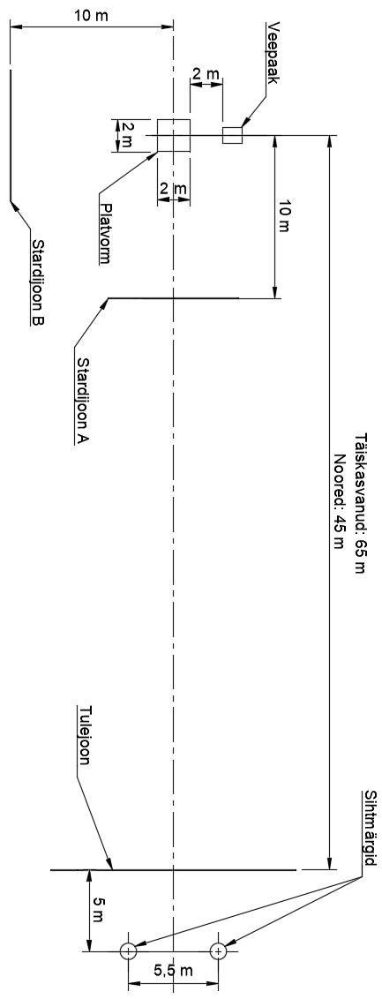 10 m
Veepaak
2 m
2 m
2 m
Platvorm
10 m
Stardijoon B
Stardijoon A
Täiskasvanud: 65 m
Noored: 45 m
Tulejoon
Sihtmärgid
5 m
5,5 m